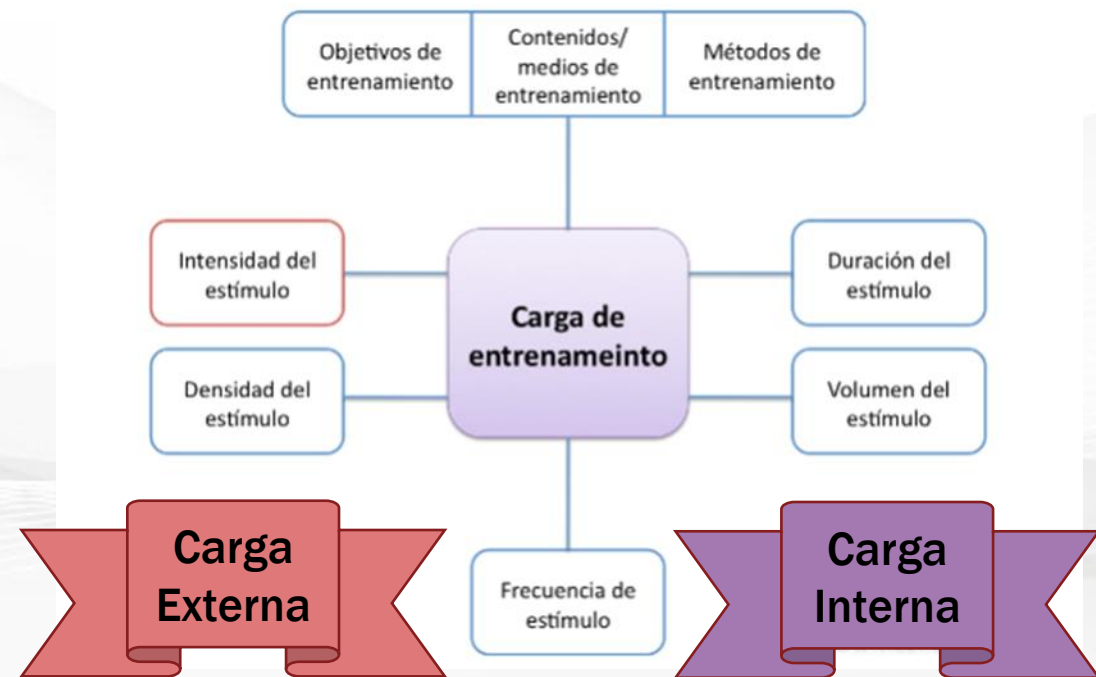 Objetivos de
entrenamiento
Contenidos/
medios de
entrenamiento
Métodos de
entrenamiento
Intensidad del
estímulo
Duración del
estímulo
Carga de
entrenameinto
Densidad del
estímulo
Volumen del
estímulo
Carga
Externa
Frecuencia de
estímulo
Carga
Interna